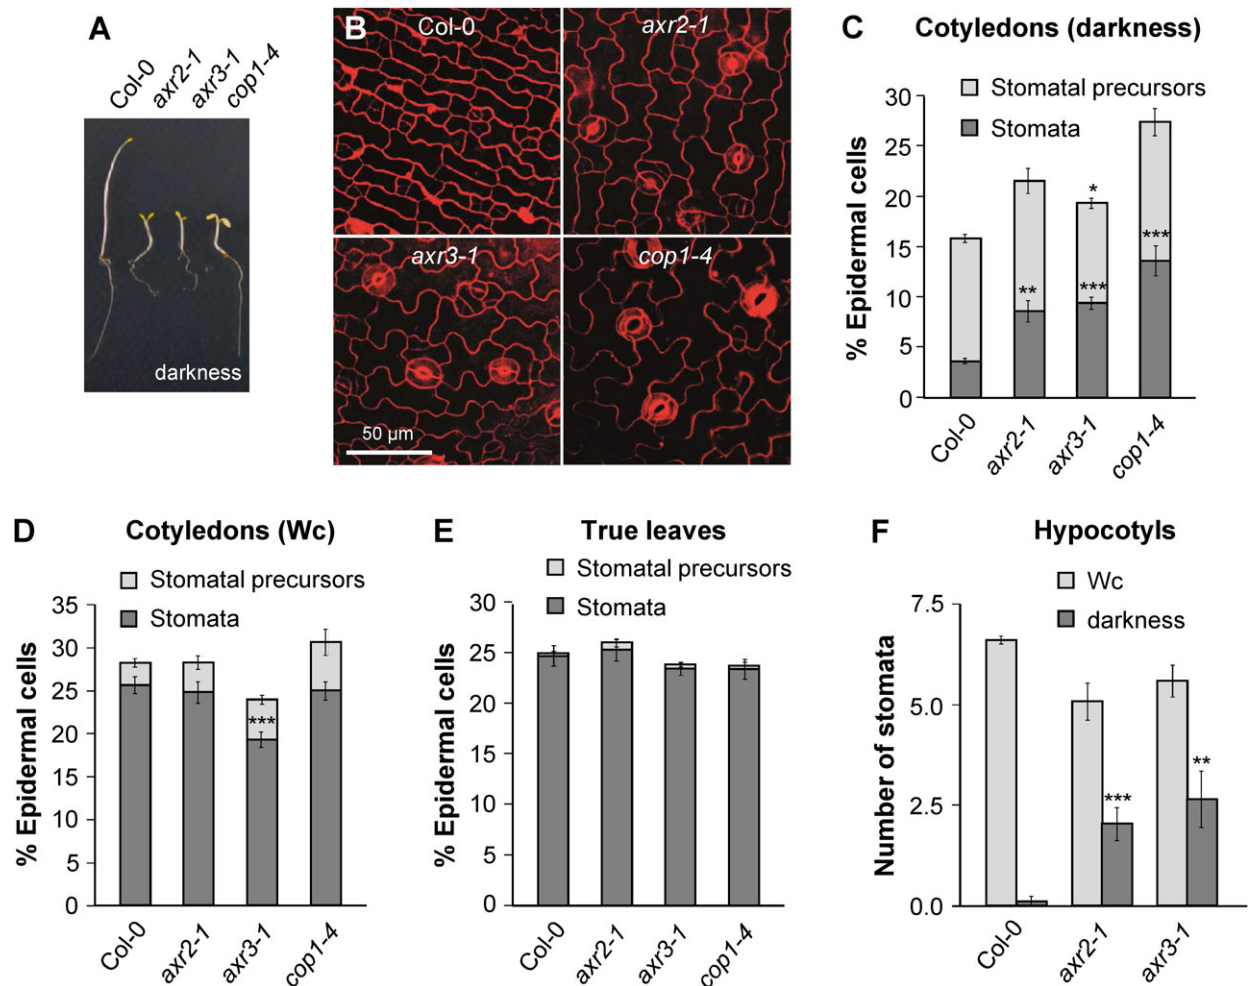 A
Col-0
axr2-1
axr3-1
cop1-4
darkness
B
Col-0
axr2-1
axr3-1
cop1-4
50 µm
C Cotyledons (darkness)
Stomatal precursors
Stomata
% Epidermal cells
30
25
20
15
10
5
0
*
**
***
***
Col-0
axr2-1
axr3-1
cop1-4
D Cotyledons (Wc)
Stomatal precursors
Stomata
% Epidermal cells
35
30
25
20
15
10
5
0
***
Col-0
axr2-1
axr3-1
cop1-4
E True leaves
Stomatal precursors
Stomata
% Epidermal cells
30
25
20
15
10
5
0
Col-0
axr2-1
axr3-1
cop1-4
F Hypocotyls
Wc
darkness
Number of stomata
7.5
5.0
2.5
0.0
***
**
Col-0
axr2-1
axr3-1